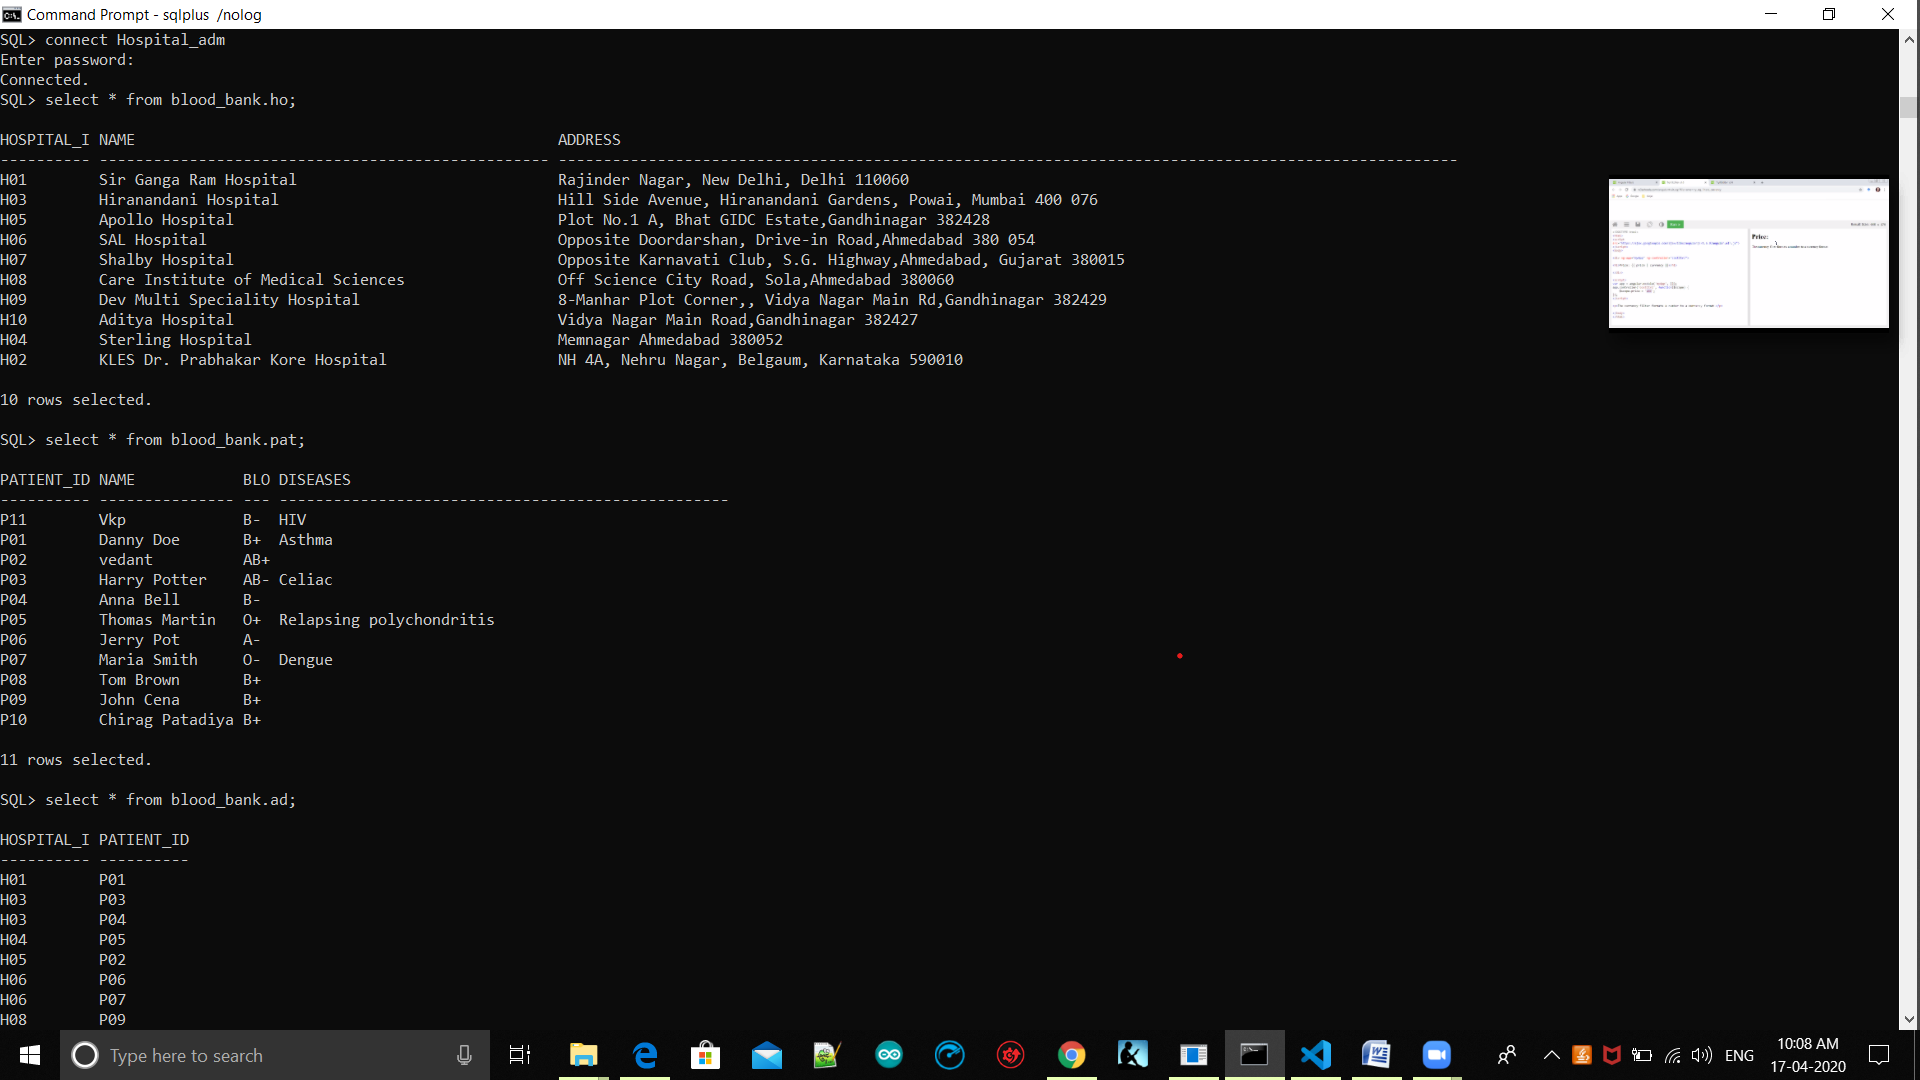 Command Prompt - sqlplus  /nolog
SQL> connect Hospital_adm
Enter password:
Connected.
SQL> select * from blood_bank.ho;
HOSPITAL_I NAME                                               ADDRESS
---------- -------------------------------------------------- ----------------------------------------------------------------------------------------------------
H01        Sir Ganga Ram Hospital                             Rajinder Nagar, New Delhi, Delhi 110060
H03        Hiranandani Hospital                               Hill Side Avenue, Hiranandani Gardens, Powai, Mumbai 400 076
H05        Apollo Hospital                                    Plot No.1 A, Bhat GIDC Estate,Gandhinagar 382428
H06        SAL Hospital                                       Opposite Doordarshan, Drive-in Road,Ahmedabad 380 054
H07        Shalby Hospital                                    Opposite Karnavati Club, S.G. Highway,Ahmedabad, Gujarat 380015
H08        Care Institute of Medical Sciences                 Off Science City Road, Sola,Ahmedabad 380060
H09        Dev Multi Speciality Hospital                      8-Manhar Plot Corner,, Vidya Nagar Main Rd,Gandhinagar 382429
H10        Aditya Hospital                                    Vidya Nagar Main Road,Gandhinagar 382427
H04        Sterling Hospital                                  Memnagar Ahmedabad 380052
H02        KLES Dr. Prabhakar Kore Hospital                   NH 4A, Nehru Nagar, Belgaum, Karnataka 590010
10 rows selected.
SQL> select * from blood_bank.pat;
PATIENT_ID NAME            BLO DISEASES
---------- --------------- --- --------------------------------------------------
P11        Vkp             B-  HIV
P01        Danny Doe       B+  Asthma
P02        vedant          AB+
P03        Harry Potter    AB- Celiac
P04        Anna Bell       B-
P05        Thomas Martin   O+  Relapsing polychondritis
P06        Jerry Pot       A-
P07        Maria Smith     O-  Dengue
P08        Tom Brown       B+
P09        John Cena       B+
P10        Chirag Patadiya B+
11 rows selected.
SQL> select * from blood_bank.ad;
HOSPITAL_I PATIENT_ID
---------- ----------
H01        P01
H03        P03
H03        P04
H04        P05
H05        P02
H06        P06
H06        P07
H08        P09
Price:
Type here to search
ENG
10:08 AM
17-04-2020